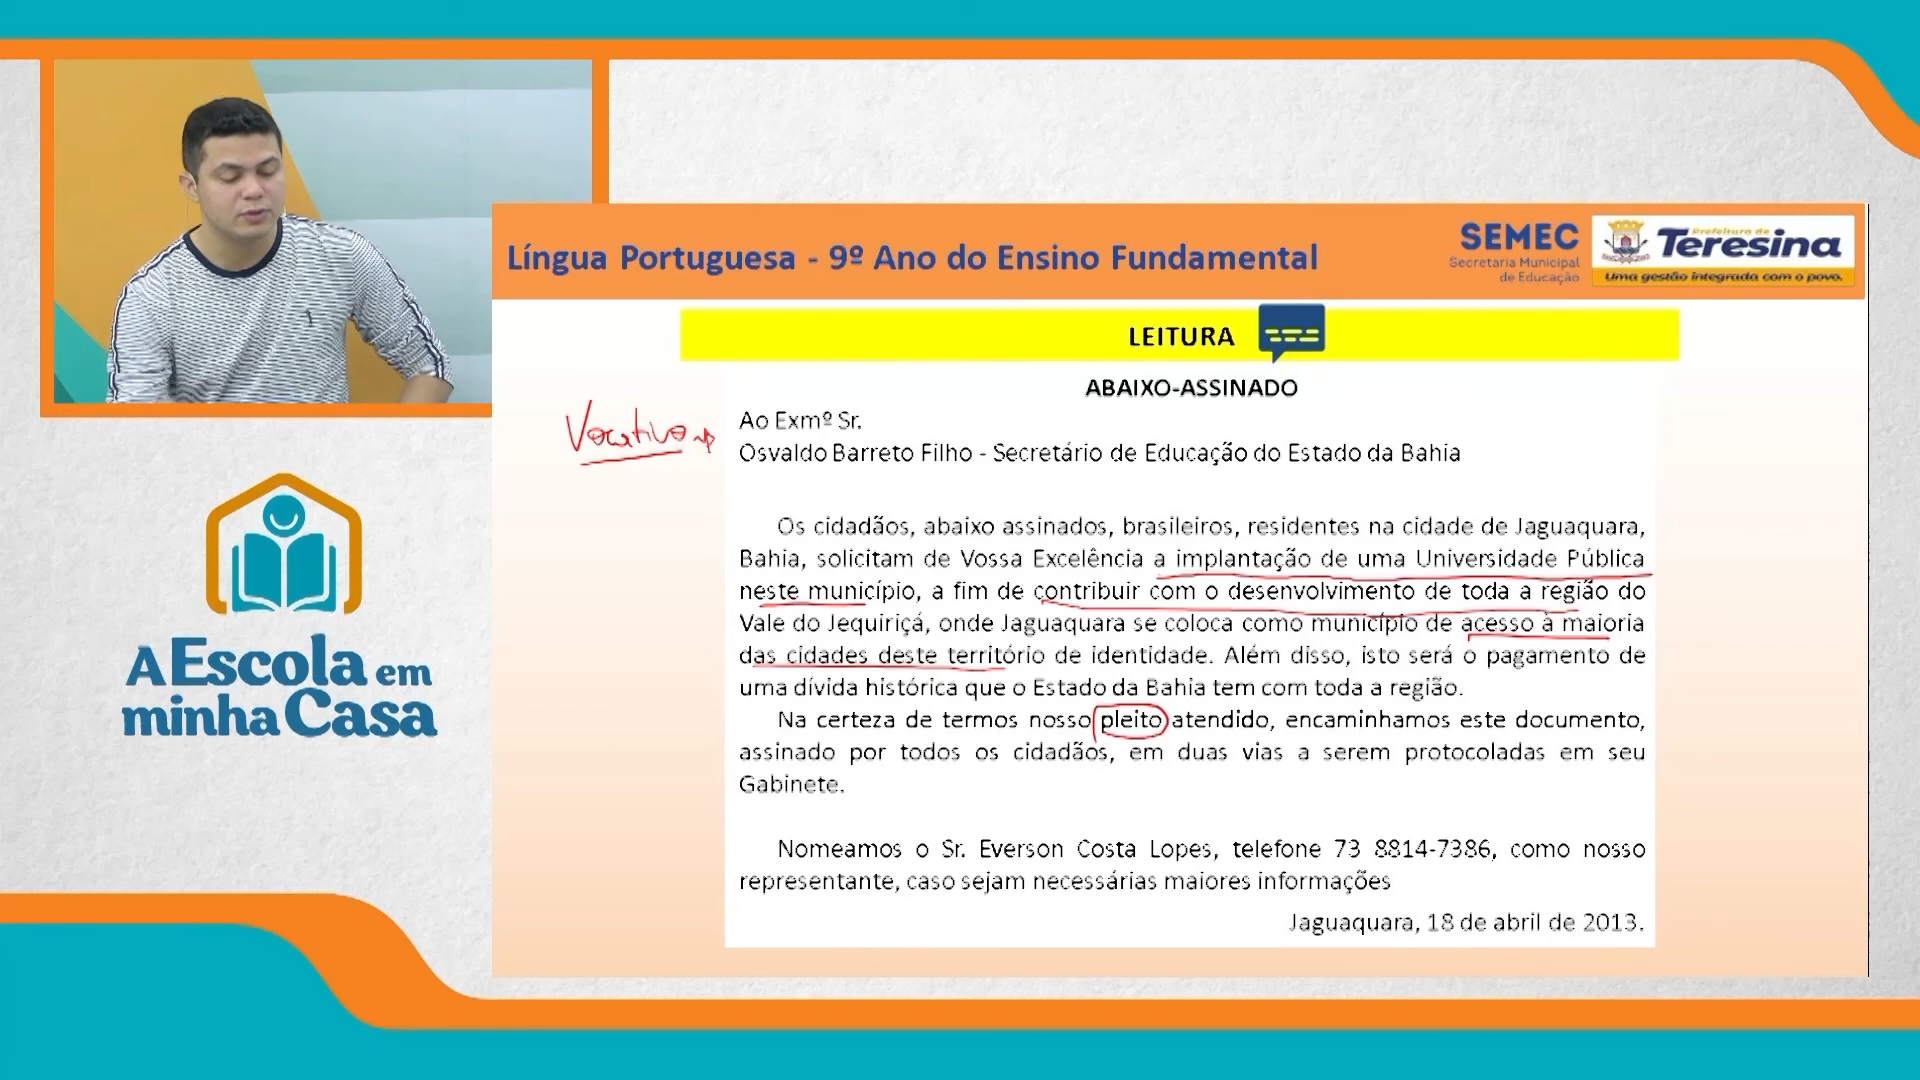 Língua Portuguesa - 9º Ano do Ensino Fundamental
SEMEC
Secretaria Municipal
de Educação
Prefeitura de
Teresina
Uma gestão integrada com o povo.
LEITURA
ABAIXO-ASSINADO
Vocativo
Ao Exmº Sr.
Osvaldo Barreto Filho - Secretário de Educação do Estado da Bahia
Os cidadãos, abaixo assinados, brasileiros, residentes na cidade de Jaguaquara,
Bahia, solicitam de Vossa Excelência a implantação de uma Universidade Pública
neste município, a fim de contribuir com o desenvolvimento de toda a região do
Vale do Jequiriçá, onde Jaguaquara se coloca como município de acesso à maioria
das cidades deste território de identidade. Além disso, isto será o pagamento de
uma dívida histórica que o Estado da Bahia tem com toda a região.
Na certeza de termos nosso pleito atendido, encaminhamos este documento,
assinado por todos os cidadãos, em duas vias a serem protocoladas em seu
Gabinete.
Nomeamos o Sr. Everson Costa Lopes, telefone 73 8814-7386, como nosso
representante, caso sejam necessárias maiores informações
Jaguaquara, 18 de abril de 2013.
A Escola em
minha Casa